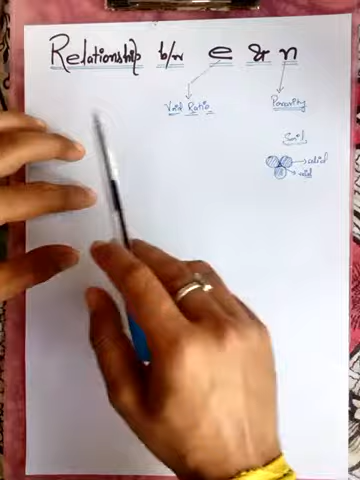 Relationship b/n e & n
Void Ratio Porosity
Soil
solid
void